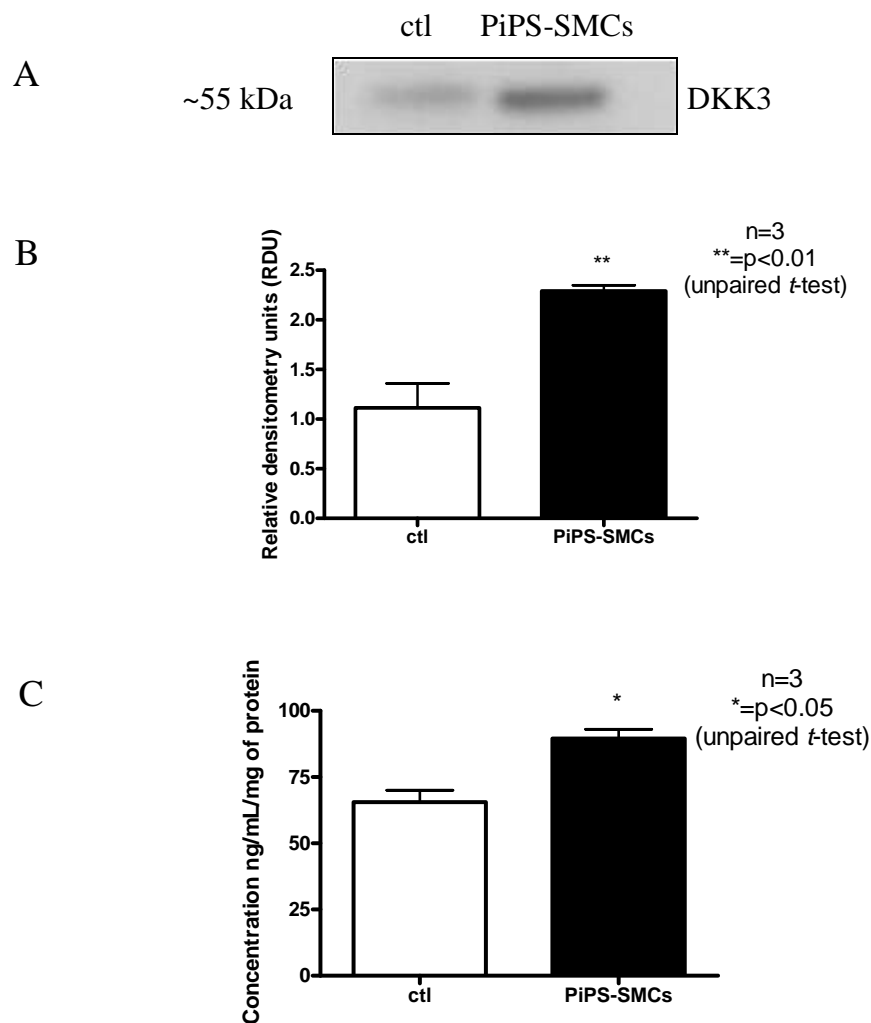 ctl PiPS-SMCs
A
~55 kDa DKK3
B
n=3
**=p<0.01
(unpaired t-test)
Relative densitometry units (RDU)
2.5
2.0
1.5
1.0
0.5
0.0
**
ctl PiPS-SMCs
C
n=3
*=p<0.05
(unpaired t-test)
Concentration ng/mL/mg of protein
100
75
50
25
0
*
ctl PiPS-SMCs